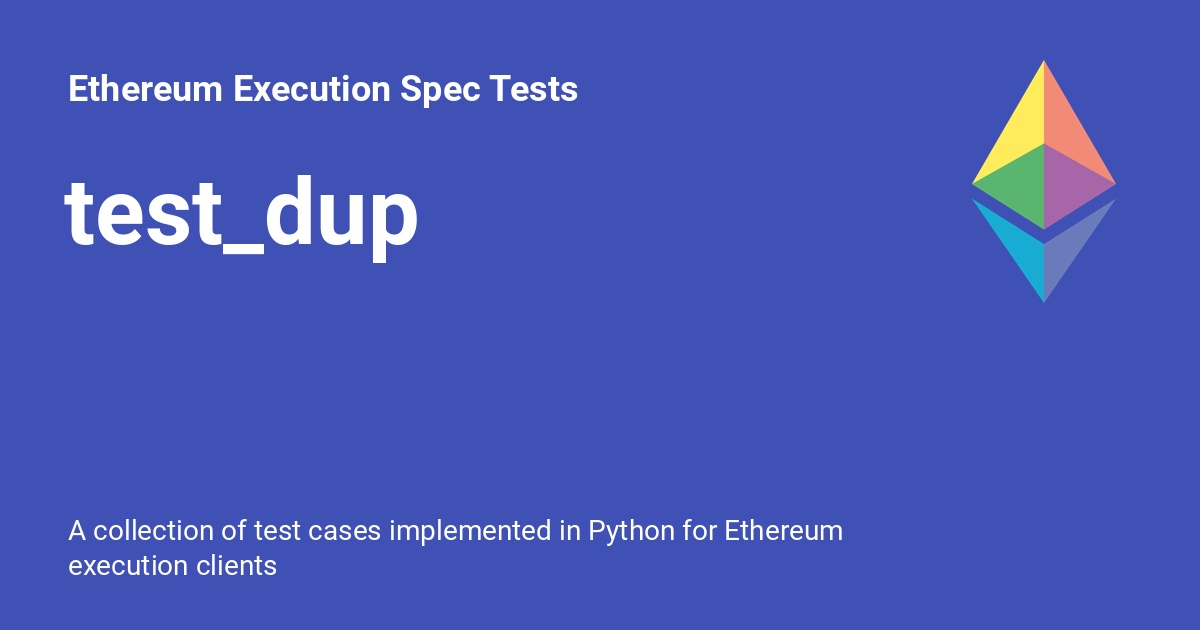 Ethereum Execution Spec Tests
test_dup
A collection of test cases implemented in Python for Ethereum
execution clients